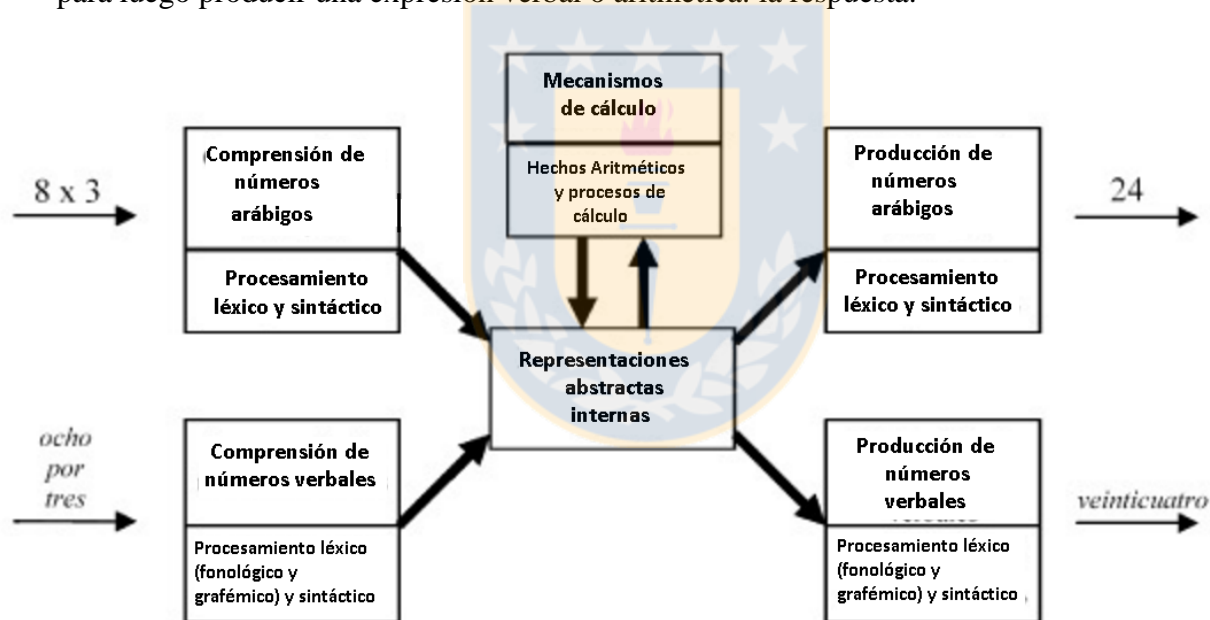 para luego producir una expresión verbal o aritmética: la respuesta.
Mecanismos
de cálculo
Hechos Aritméticos
y procesos de
cálculo
8 x 3
Comprensión de
números
arábigos
Procesamiento
léxico y sintáctico
Producción de
números
arábigos
Procesamiento
léxico y sintáctico
24
Representaciones
abstractas
internas
ocho
por
tres
Comprensión de
números verbales
Procesamiento léxico
(fonológico y
grafémico) y sintáctico
Producción de
números
verbales
Procesamiento léxico
(fonológico y
grafémico) y sintáctico
veinticuatro